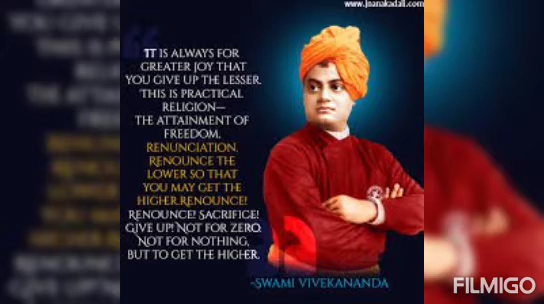 www.jnanakadali.com
IT IS ALWAYS FOR
GREATER JOY THAT
YOU GIVE UP THE LESSER.
THIS IS PRACTICAL
RELIGION—
THE ATTAINMENT OF
FREEDOM,
RENUNCIATION.
RENOUNCE THE
LOWER SO THAT
YOU MAY GET THE
HIGHER.RENOUNCE!
RENOUNCE! SACRIFICE!
GIVE UP! NOT FOR ZERO.
NOT FOR NOTHING,
BUT TO GET THE HIGHER.
-SWAMI VIVEKANANDA
FILMIGO